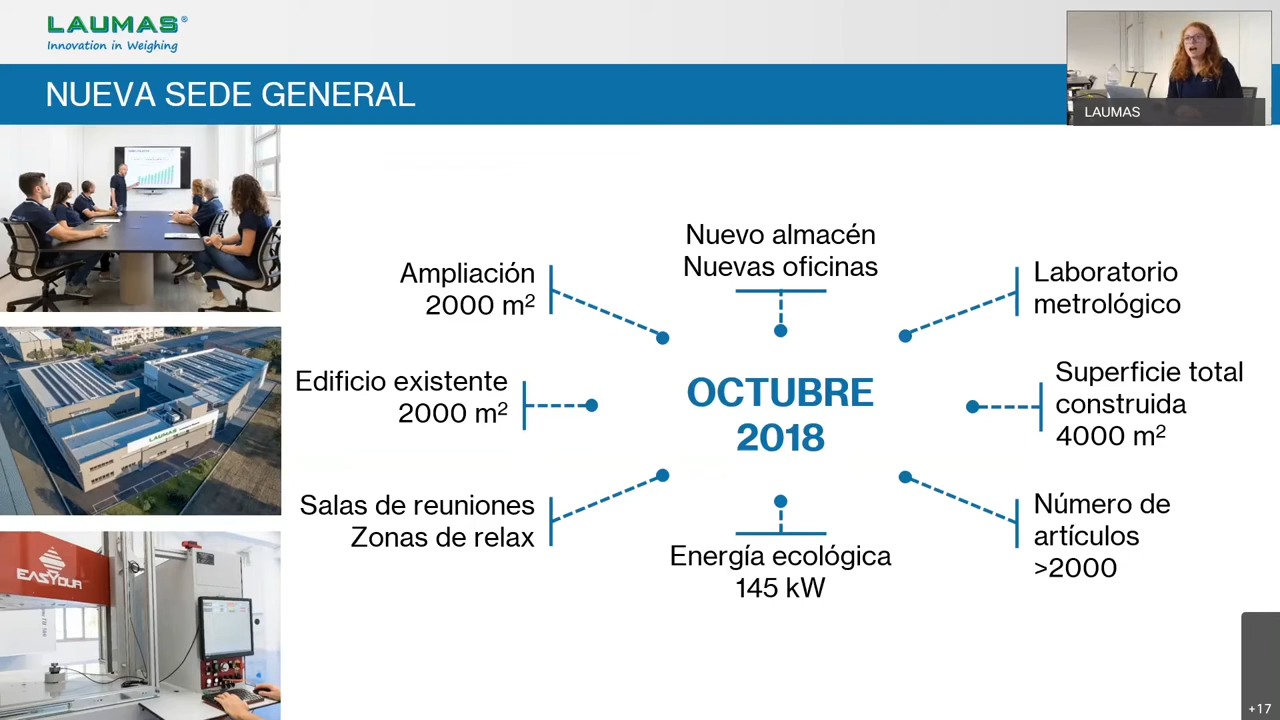 LAUMAS®
Innovation in Weighing
NUEVA SEDE GENERAL
LAUMAS
Nuevo almacén
Nuevas oficinas
Ampliación
2000 m²
Laboratorio
metrológico
Edificio existente
2000 m²
OCTUBRE
2018
Superficie total
construida
4000 m²
Salas de reuniones
Zonas de relax
Energía ecológica
145 kW
Número de
artículos
>2000
LAUMAS
EASYDUR
+17